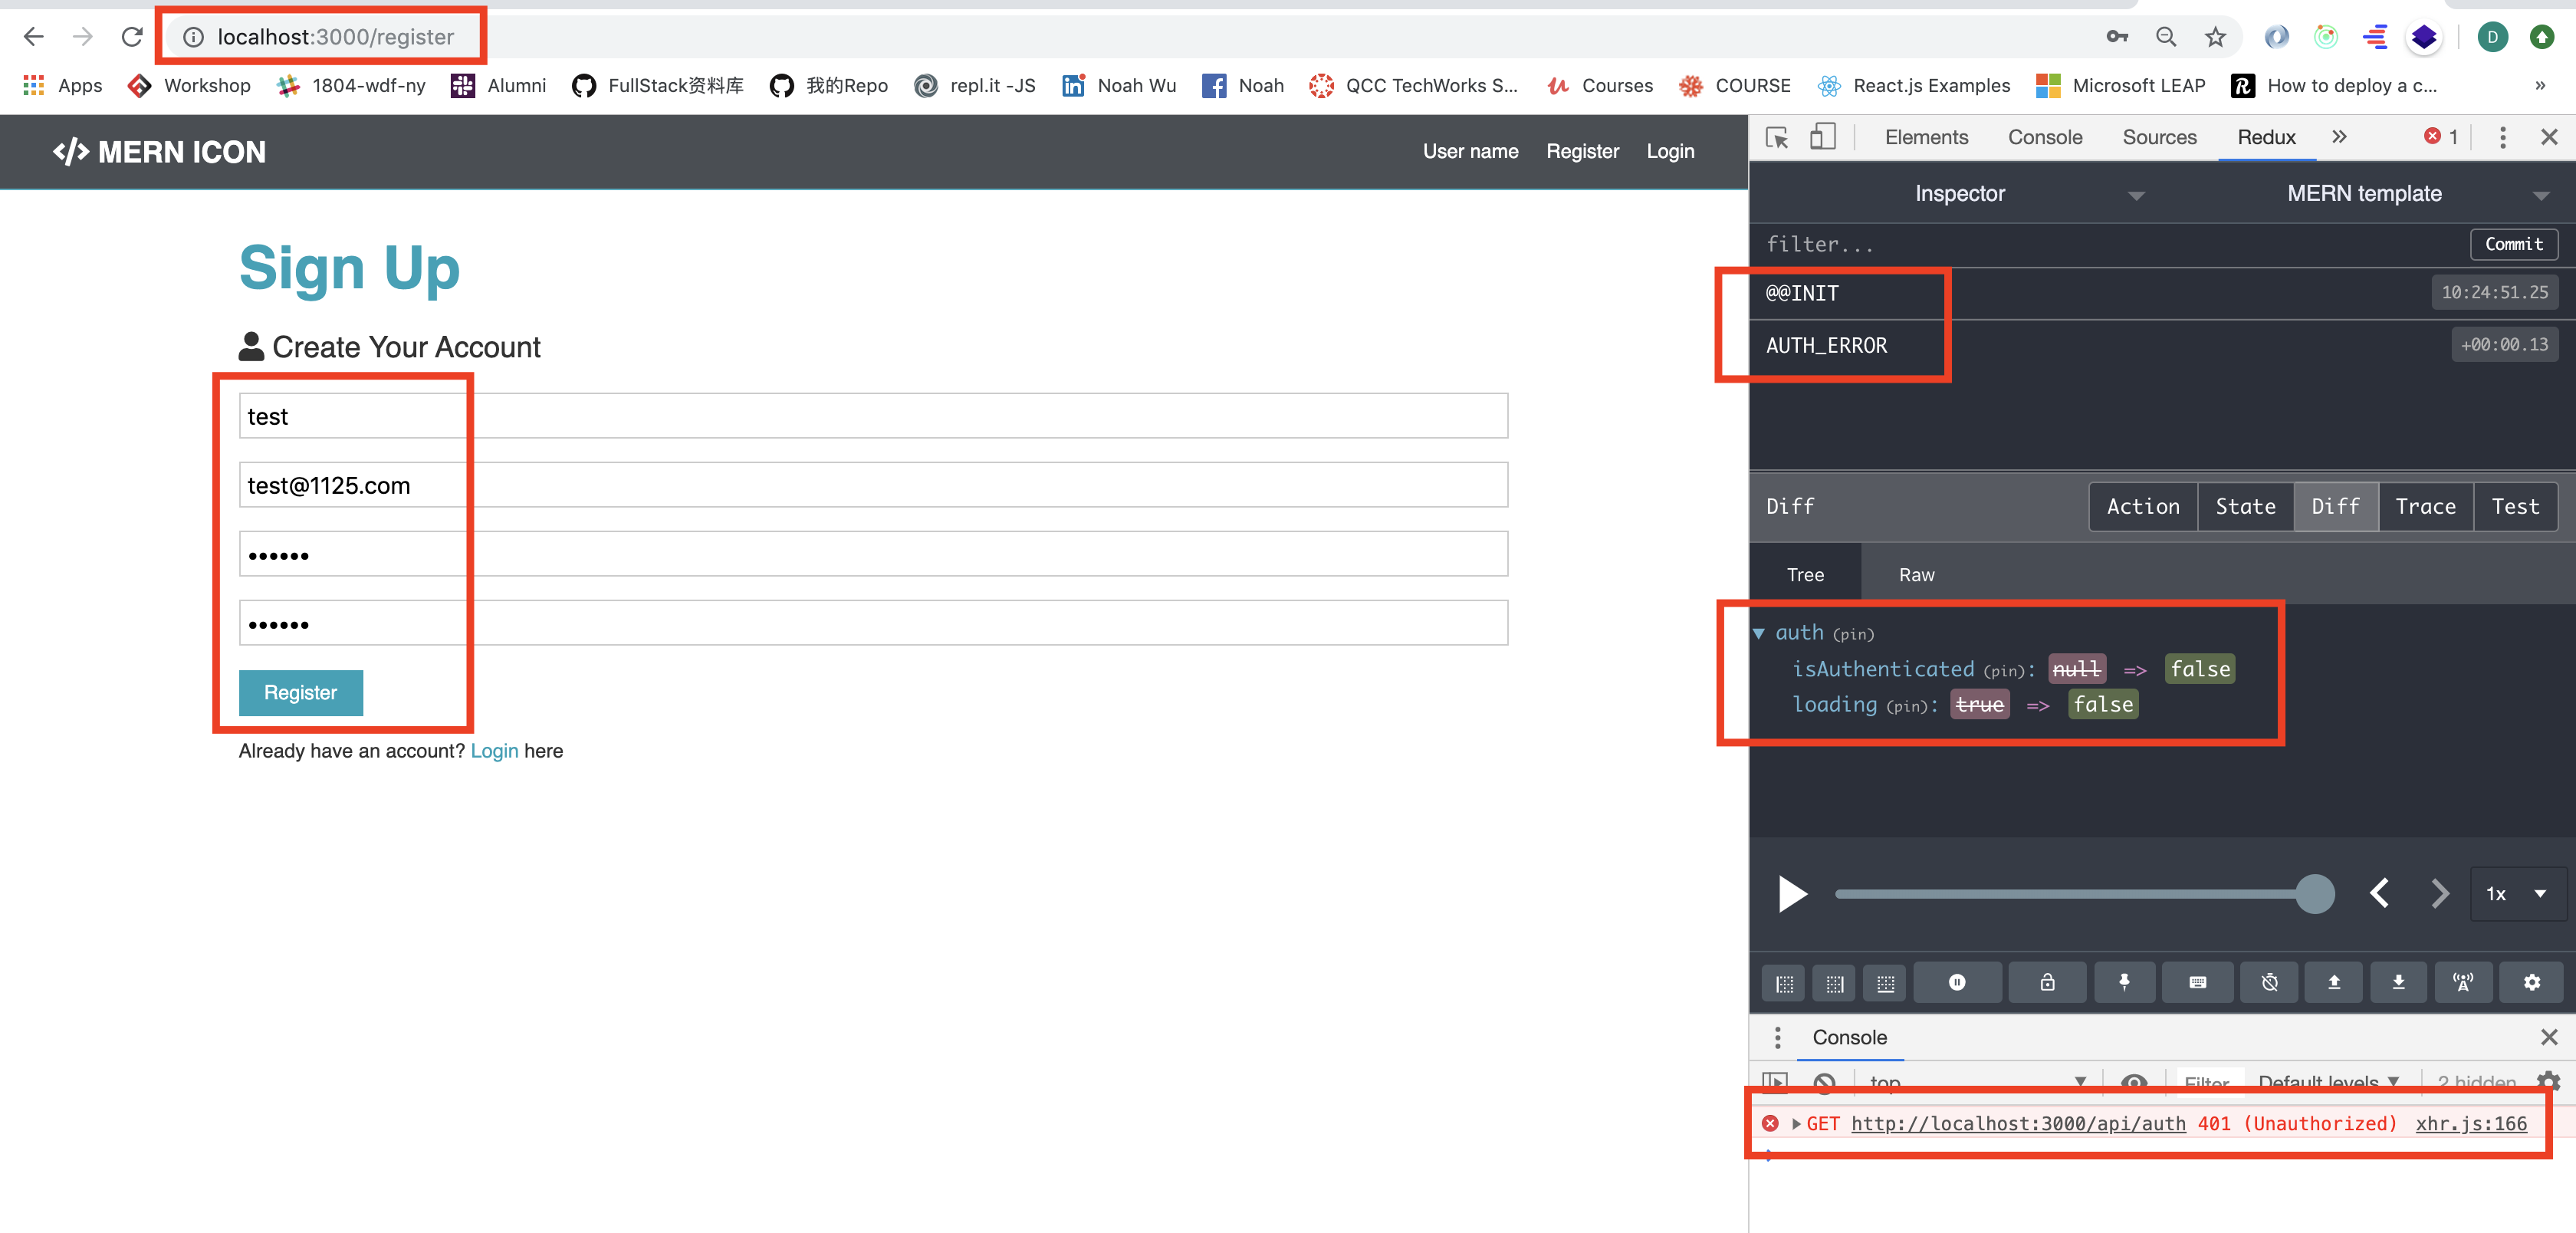 localhost:3000/register
D
Apps Workshop 1804-wdf-ny Alumni FullStack资料库 我的Repo repl.it -JS Noah Wu Noah QCC TechWorks S... Courses COURSE React.js Examples Microsoft LEAP How to deploy a c... »
</> MERN ICON
User name Register Login
Sign Up
Create Your Account
test
test@1125.com
••••••
••••••
Register
Already have an account? Login here
Elements Console Sources Redux » 1
Inspector MERN template
filter... Commit
@@INIT 10:24:51.25
AUTH_ERROR +00:00.13
Diff Action State Diff Trace Test
Tree Raw
auth (pin)
isAuthenticated (pin): null => false
loading (pin): true => false
1x
Console
top Filter Default levels 2 hidden
GET http://localhost:3000/api/auth 401 (Unauthorized) xhr.js:166